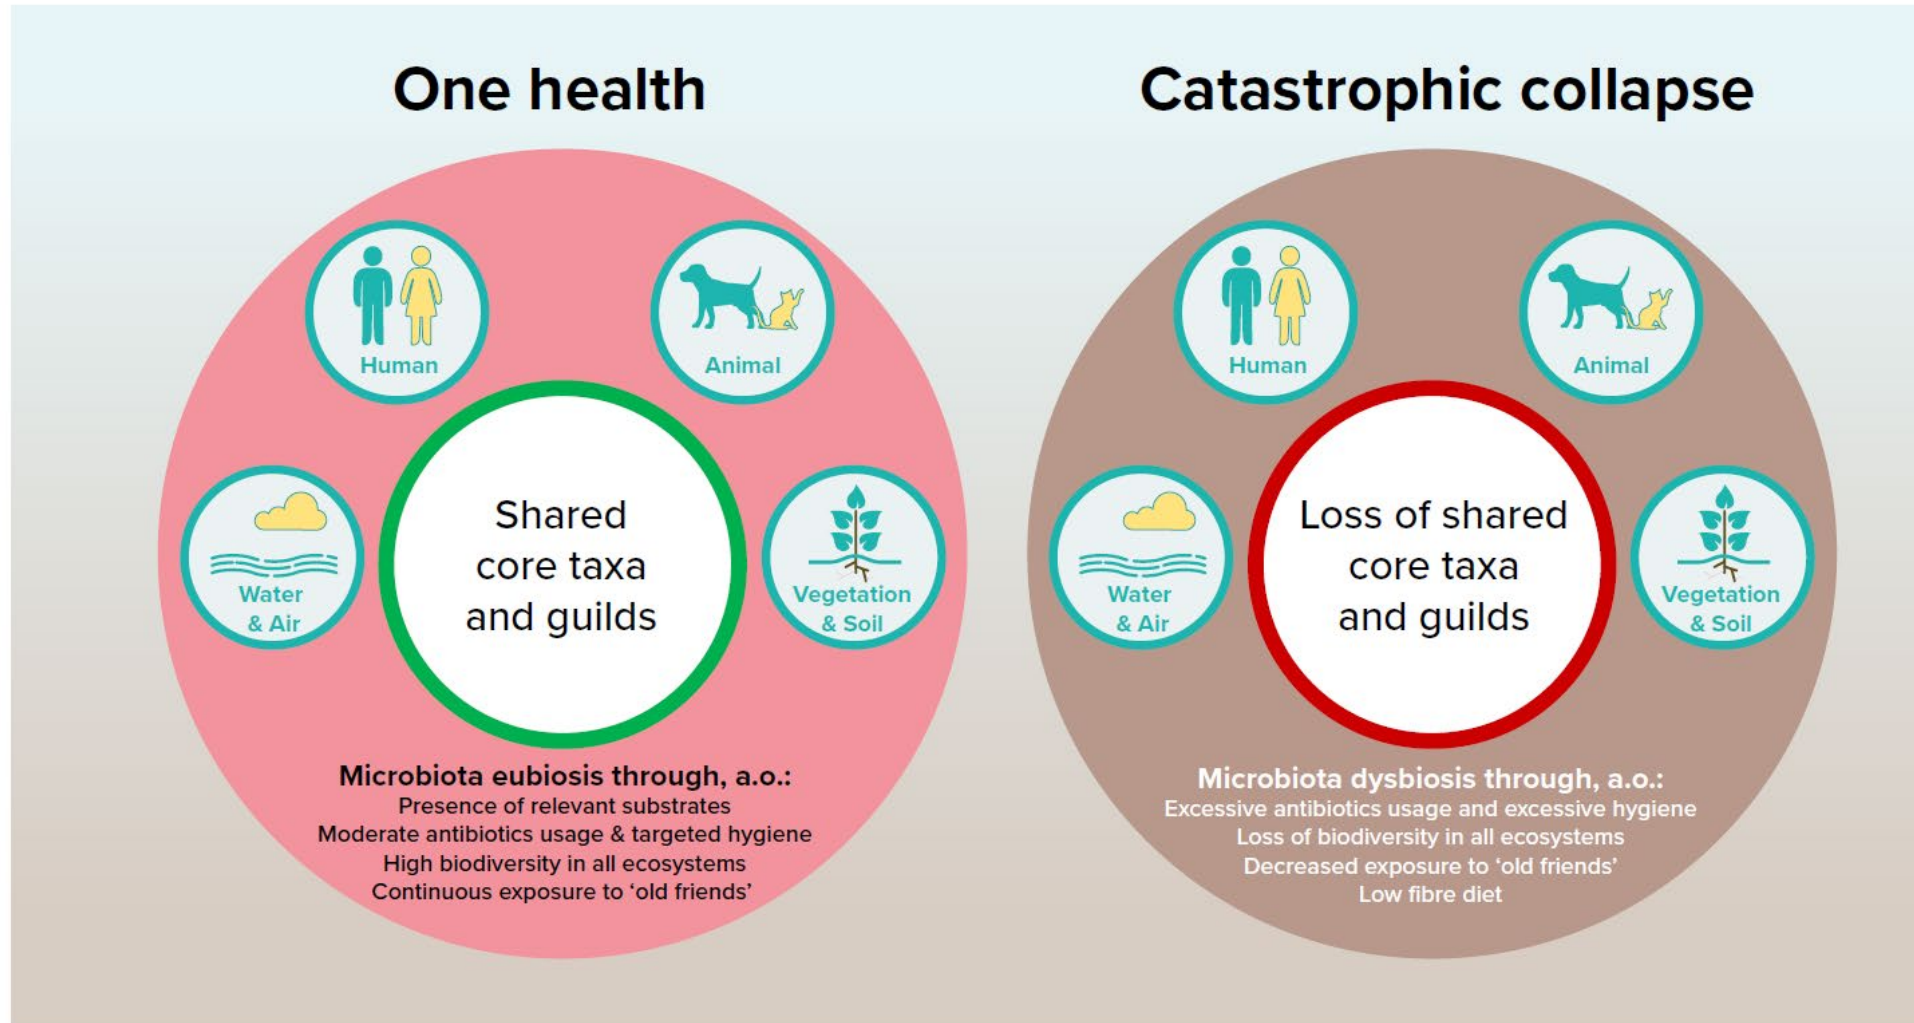 One health
Human
Animal
Water
& Air
Shared
core taxa
and guilds
Vegetation
& Soil
Microbiota eubiosis through, a.o.:
Presence of relevant substrates
Moderate antibiotics usage & targeted hygiene
High biodiversity in all ecosystems
Continuous exposure to ‘old friends’
Catastrophic collapse
Human
Animal
Water
& Air
Loss of shared
core taxa
and guilds
Vegetation
& Soil
Microbiota dysbiosis through, a.o.:
Excessive antibiotics usage and excessive hygiene
Loss of biodiversity in all ecosystems
Decreased exposure to ‘old friends’
Low fibre diet